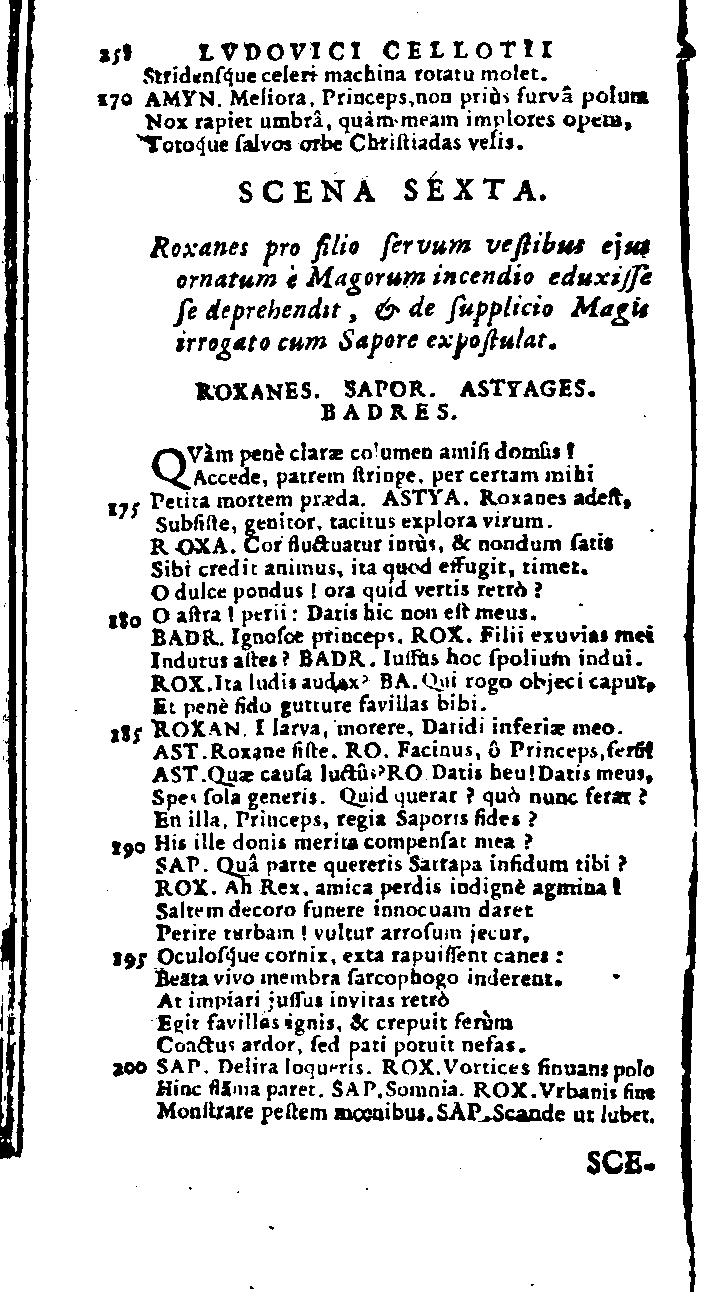 258 LVDOVICI CELLOTII
Stridenſque celeri machina rotatu molet.
270 AMYN. Meliora, Princeps, non priùs furvâ polum
Nox rapiet umbrâ, quàm meam implores opem,
Totoque ſalvos orbe Chriſtiadas velis.
SCENA SEXTA.
Roxanes pro filio ſervum veſtibus ejus
ornatum è Magorum incendio eduxiſſe
ſe deprehendit, & de ſupplicio Magis
irrogato cum Sapore expoſtulat.
ROXANES. SAPOR. ASTYAGES.
BADRES.
QVàm penè claræ columen amiſi domûs!
Accede, patrem ſtringe, per certam mihi
275 Petita mortem præda. ASTYA. Roxanes adeſt,
Subſiſte, genitor, tacitus explora virum.
ROXA. Cor fluctuatur intùs, & nondum ſatis
Sibi credit animus, ita quod effugit, timet.
O dulce pondus! ora quid vertis retrò?
280 O aſtra! perii: Datis hic non eſt meus.
BADR. Ignoſce princeps. ROX. Filii exuvias mei
Indutus aſtes? BADR. Iuſſus hoc ſpolium indui.
ROX. Ita ludis audax? BA. Qui rogo objeci caput,
Et penè fido gutture favillas bibi.
285 ROXAN. I larva, morere, Datidi inferiæ meo.
AST. Roxane ſiſte. RO. Facinus, ô Princeps, ferûm
AST. Quæ cauſa luctûs? RO Datis heu! Datis meus,
Spes ſola generis. Quid querar? quò nunc ferar?
En illa, Princeps, regia Saporis fides?
290 His ille donis merita compenſat mea?
SAP. Quâ parte quereris Satrapa infidum tibi?
ROX. Ah Rex, amica perdis indignè agmina!
Saltem decoro funere innocuam daret
Perire turbam! vultur arroſum jecur,
295 Oculoſque cornix, exta rapuiſſent canes:
Beata vivo membra ſarcophogo inderent.
At impiari juſſus invitas retrò
Egit favillas ignis, & crepuit ferùm
Coactus ardor, ſed pati potuit nefas.
200 SAP. Delira loqueris. ROX. Vortices ſinuans polo
Hinc flãma paret. SAP. Somnia. ROX. Vrbanis ſine
Monſtrare peſtem mœnibus. SAP. Scande ut lubet.
SCE-